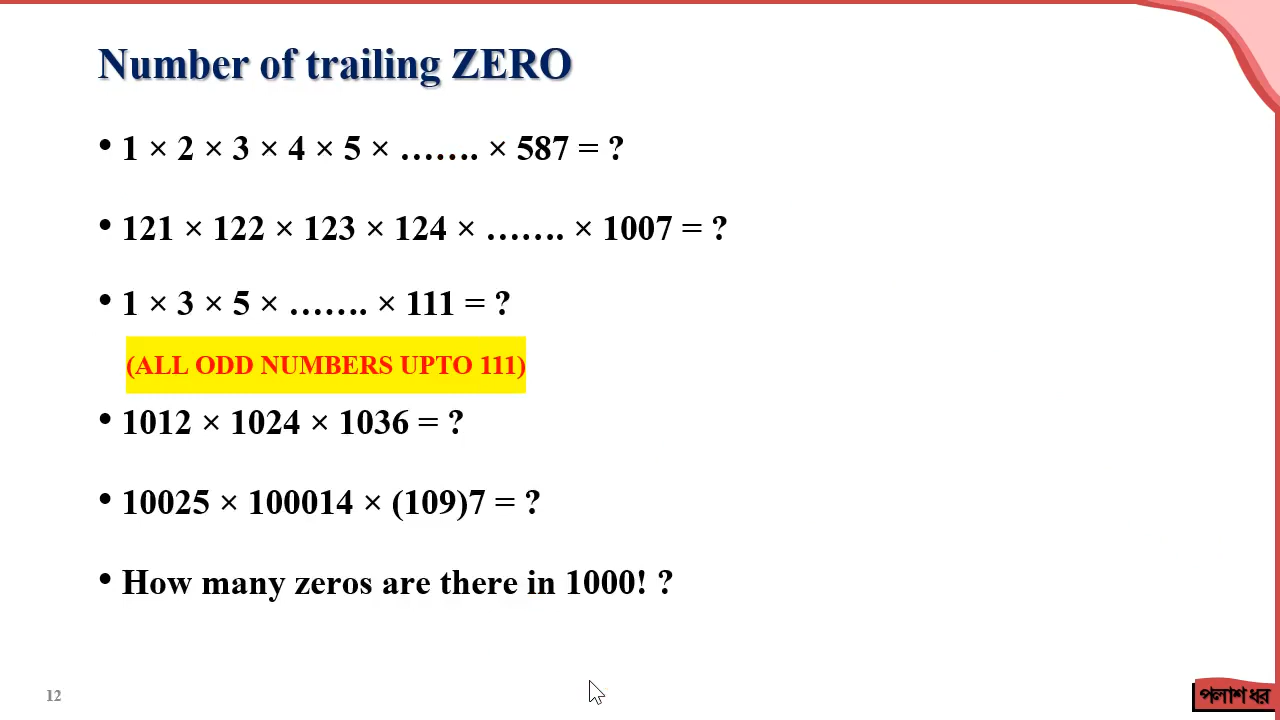 Number of trailing ZERO
• 1 × 2 × 3 × 4 × 5 × ……. × 587 = ?
• 121 × 122 × 123 × 124 × ……. × 1007 = ?
• 1 × 3 × 5 × ……. × 111 = ?
(ALL ODD NUMBERS UPTO 111)
• 1012 × 1024 × 1036 = ?
• 10025 × 100014 × (109)7 = ?
• How many zeros are there in 1000! ?
12
পলাশ ধর